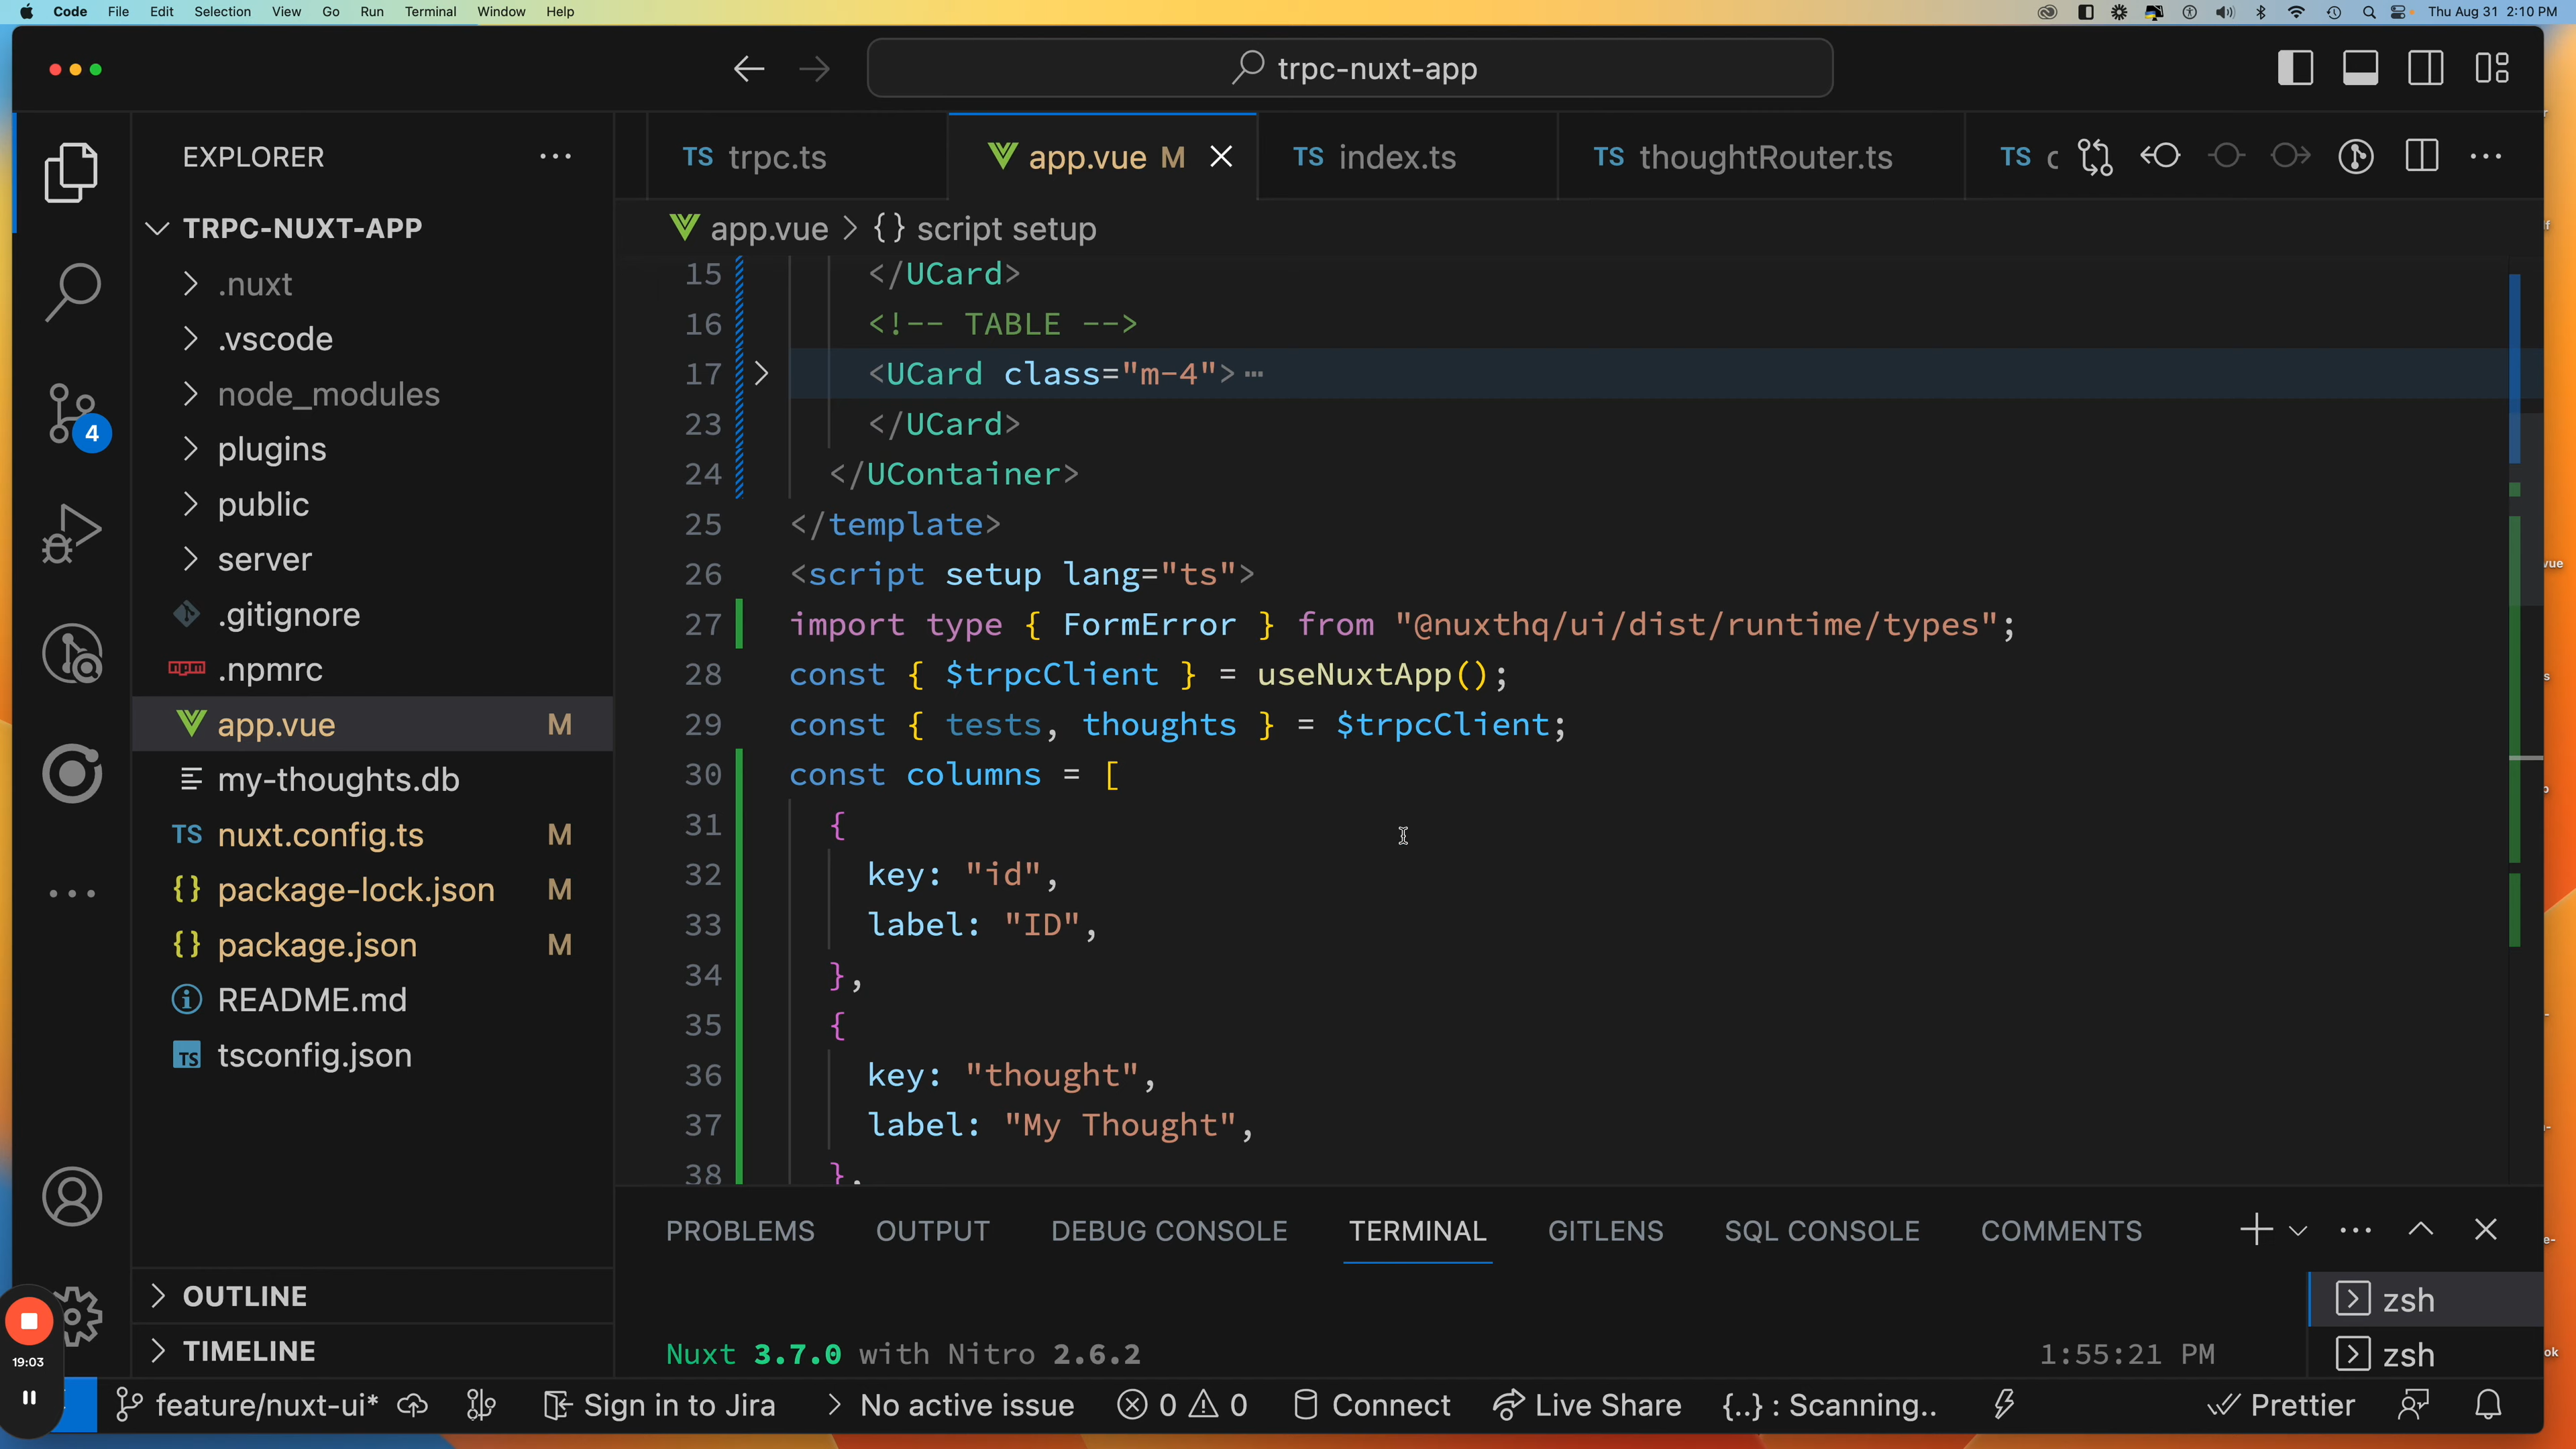 Code File Edit Selection View Go Run Terminal Window Help Thu Aug 31 2:10 PM
trpc-nuxt-app
EXPLORER
TS trpc.ts app.vue M TS index.ts TS thoughtRouter.ts TS c
TRPC-NUXT-APP
.nuxt
.vscode
node_modules
plugins
public
server
.gitignore
npm .npmrc
app.vue M
my-thoughts.db
TS nuxt.config.ts M
{} package-lock.json M
{} package.json M
README.md
TS tsconfig.json
OUTLINE
TIMELINE
4
19:03
app.vue > {} script setup
15 </UCard>
16 <!-- TABLE -->
17 <UCard class="m-4">⋯
23 </UCard>
24 </UContainer>
25 </template>
26 <script setup lang="ts">
27 import type { FormError } from "@nuxthq/ui/dist/runtime/types";
28 const { $trpcClient } = useNuxtApp();
29 const { tests, thoughts } = $trpcClient;
30 const columns = [
31 {
32 key: "id",
33 label: "ID",
34 },
35 {
36 key: "thought",
37 label: "My Thought",
38 },
PROBLEMS OUTPUT DEBUG CONSOLE TERMINAL GITLENS SQL CONSOLE COMMENTS
Nuxt 3.7.0 with Nitro 2.6.2 1:55:21 PM
zsh
zsh
feature/nuxt-ui* Sign in to Jira > No active issue 0 0 Connect Live Share {..} : Scanning.. Prettier